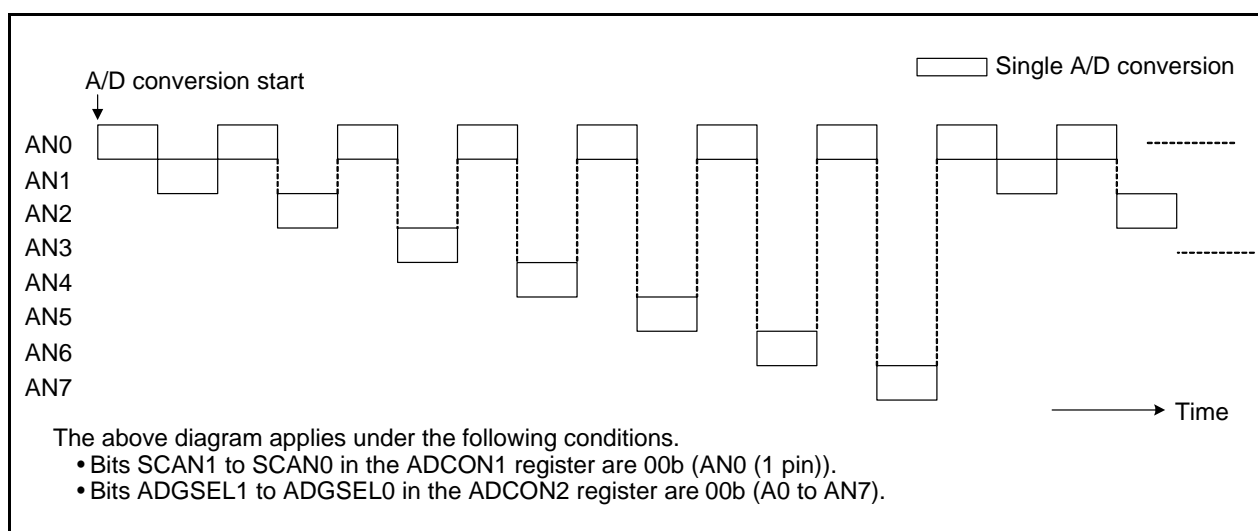 A/D conversion start
Single A/D conversion
AN0
AN1
AN2
AN3
AN4
AN5
AN6
AN7
Time
The above diagram applies under the following conditions.
• Bits SCAN1 to SCAN0 in the ADCON1 register are 00b (AN0 (1 pin)).
• Bits ADGSEL1 to ADGSEL0 in the ADCON2 register are 00b (A0 to AN7).